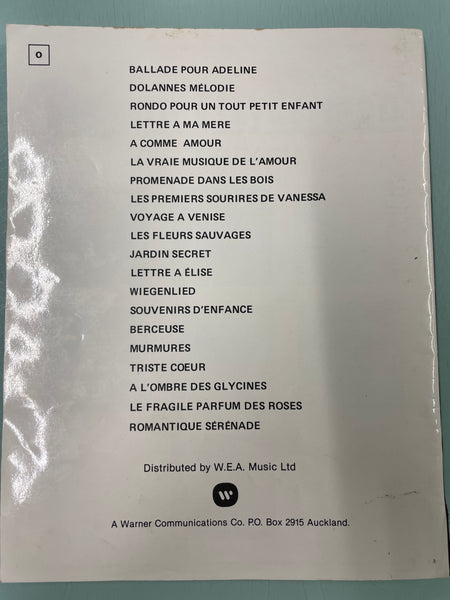 O
BALLADE POUR ADELINE
DOLANNES MÉLODIE
RONDO POUR UN TOUT PETIT ENFANT
LETTRE A MA MERE
A COMME AMOUR
LA VRAIE MUSIQUE DE L'AMOUR
PROMENADE DANS LES BOIS
LES PREMIERS SOURIRES DE VANESSA
VOYAGE A VENISE
LES FLEURS SAUVAGES
JARDIN SECRET
LETTRE A ÉLISE
WIEGENLIED
SOUVENIRS D'ENFANCE
BERCEUSE
MURMURES
TRISTE COEUR
A L'OMBRE DES GLYCINES
LE FRAGILE PARFUM DES ROSES
ROMANTIQUE SÉRÉNADE
Distributed by W.E.A. Music Ltd
A Warner Communications Co. P.O. Box 2915 Auckland.